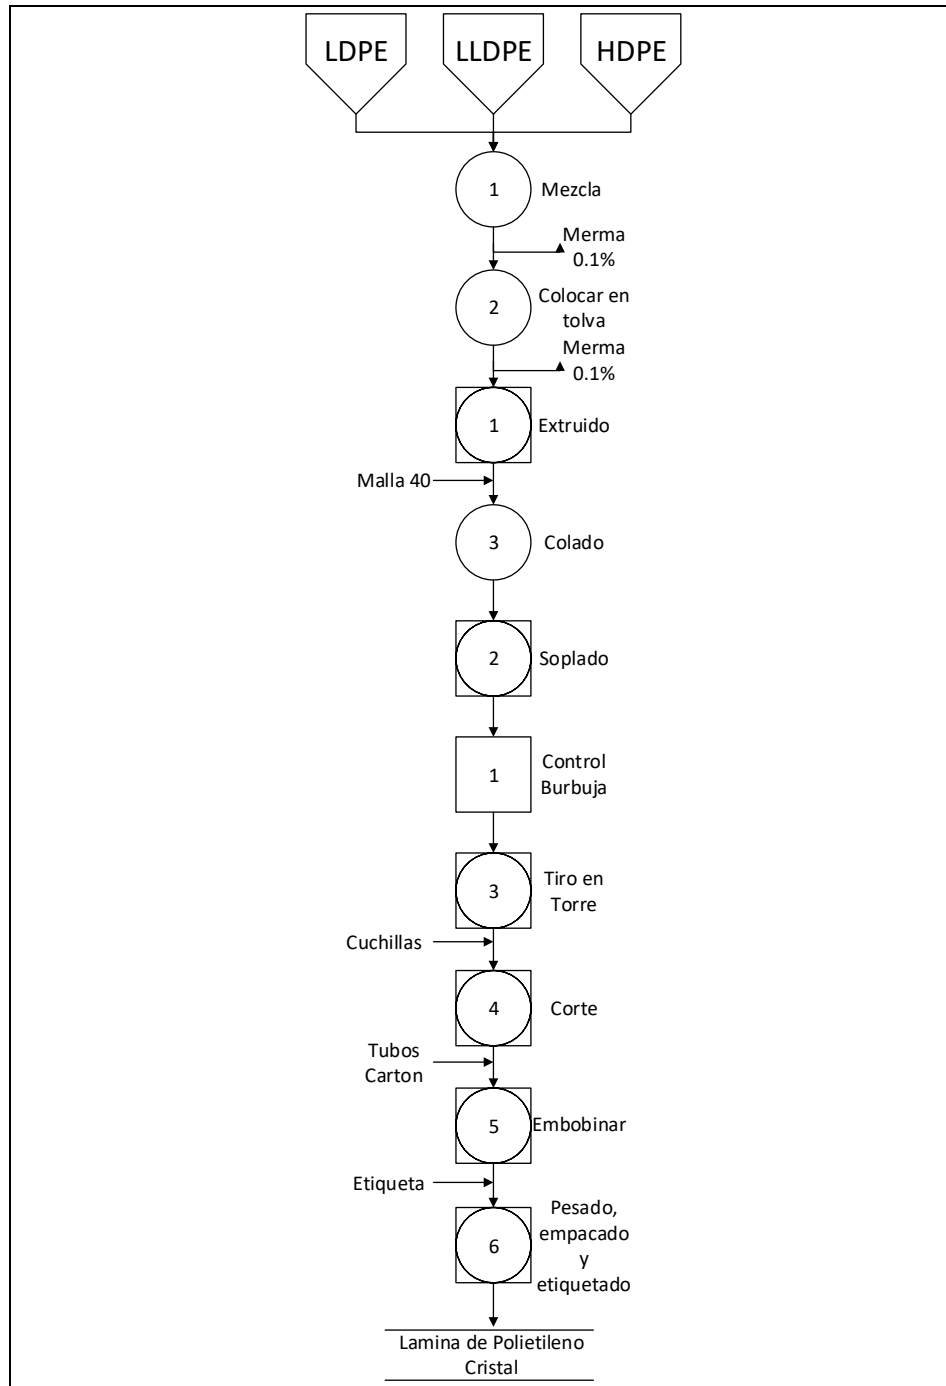 LDPE
LLDPE
HDPE
1
Mezcla
Merma
0.1%
2
Colocar en
tolva
Merma
0.1%
1
Extruido
Malla 40
3
Colado
2
Soplado
1
Control
Burbuja
3
Tiro en
Torre
Cuchillas
4
Corte
Tubos
Carton
5
Embobinar
Etiqueta
6
Pesado,
empacado
y
etiquetado
Lamina de Polietileno
Cristal